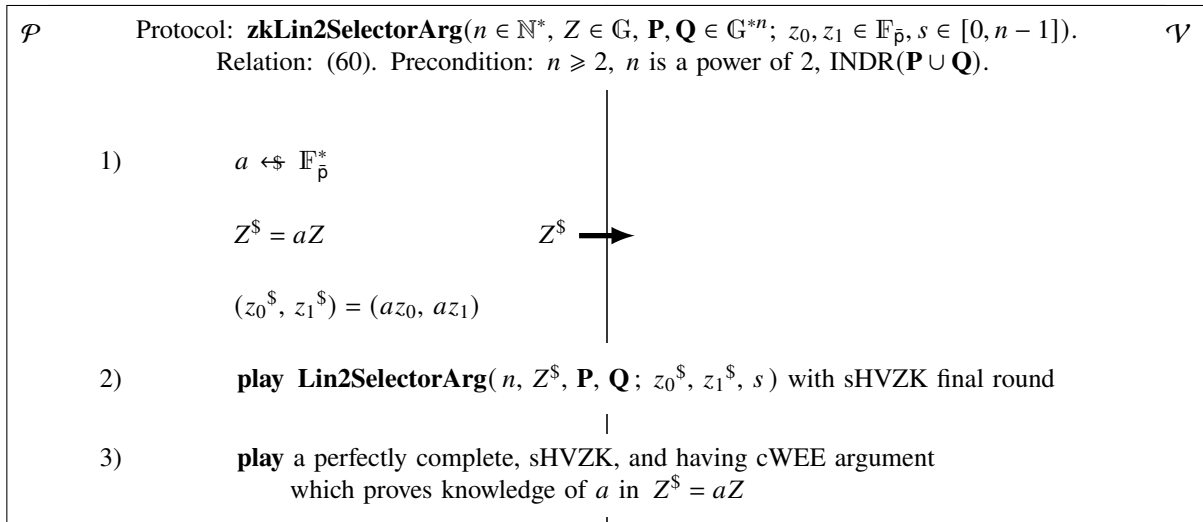 𝒫 Protocol: zkLin2SelectorArg(n ∈ ℕ*, Z ∈ 𝔾, P, Q ∈ 𝔾*ⁿ; z₀, z₁ ∈ 𝔽_p̄, s ∈ [0, n − 1]). 𝒱
Relation: (60). Precondition: n ⩾ 2, n is a power of 2, INDR(P ∪ Q).
1) a ↞$ 𝔽*_p̄
Z^$ = aZ Z^$ →
(z₀^$, z₁^$) = (az₀, az₁)
2) play Lin2SelectorArg( n, Z^$, P, Q ; z₀^$, z₁^$, s ) with sHVZK final round
3) play a perfectly complete, sHVZK, and having cWEE argument
which proves knowledge of a in Z^$ = aZ